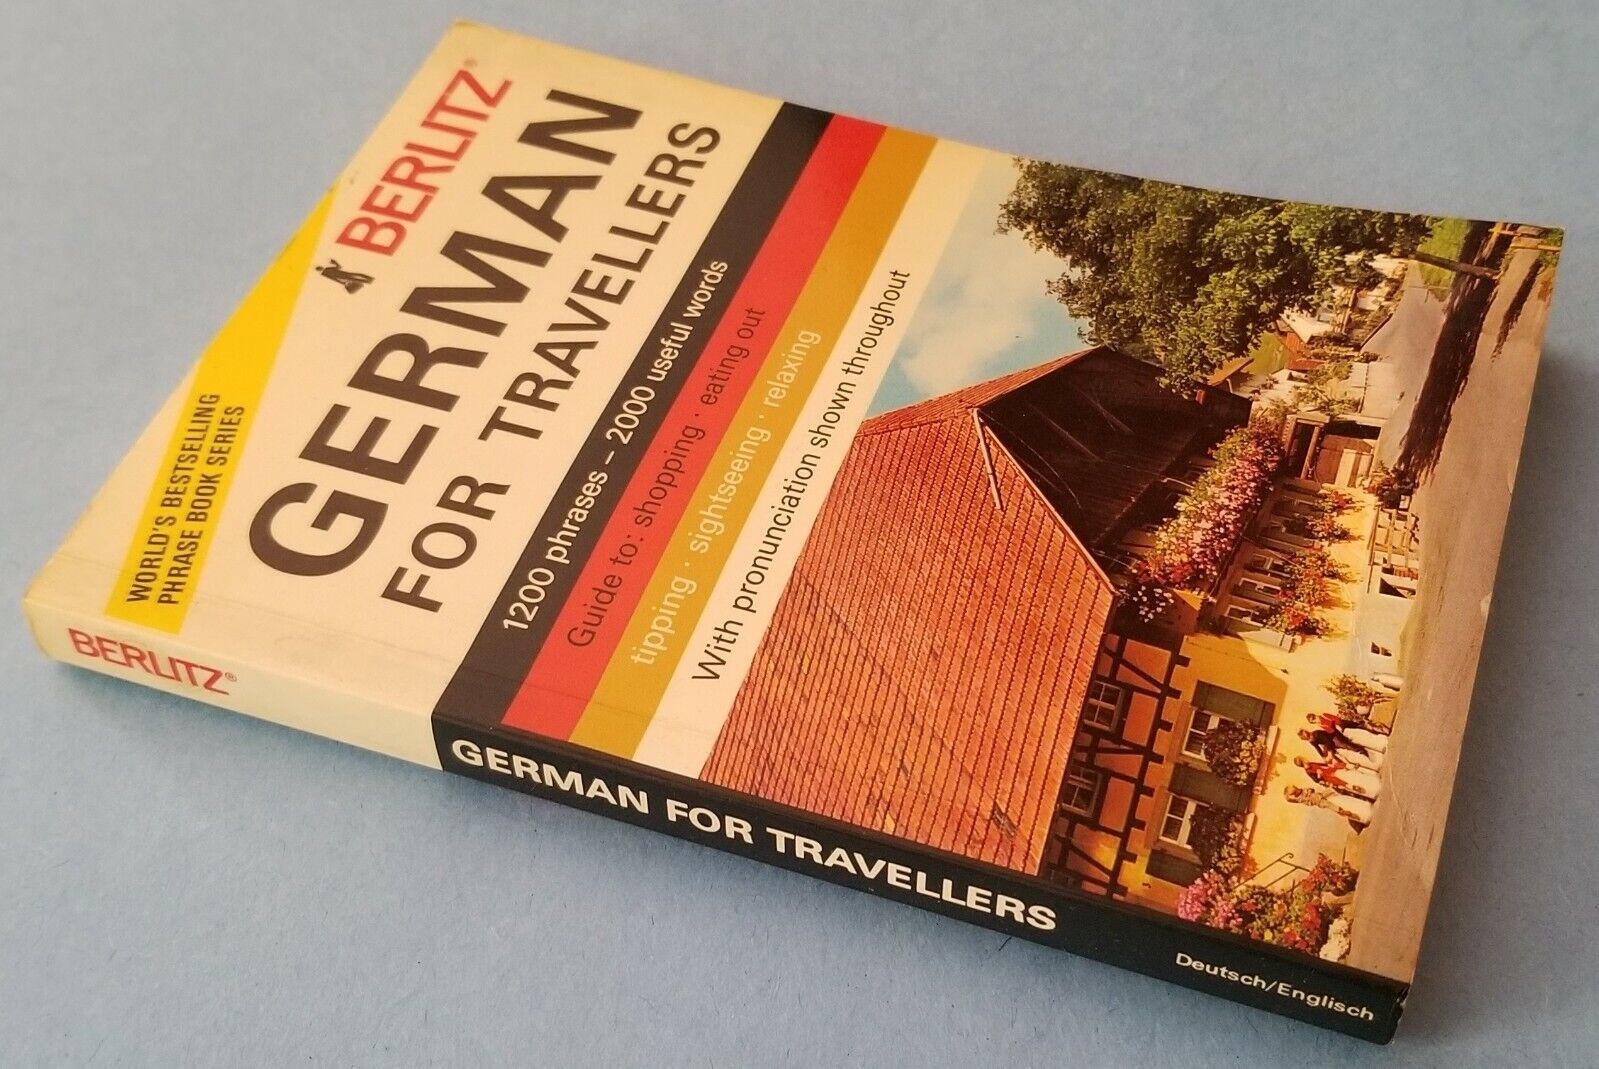 WORLD'S BESTSELLING
PHRASE BOOK SERIES
BERLITZ®
GERMAN
FOR TRAVELLERS
1200 phrases – 2000 useful words
Guide to: shopping · eating out
tipping · sightseeing · relaxing
With pronunciation shown throughout
BERLITZ®
GERMAN FOR TRAVELLERS
Deutsch/Englisch